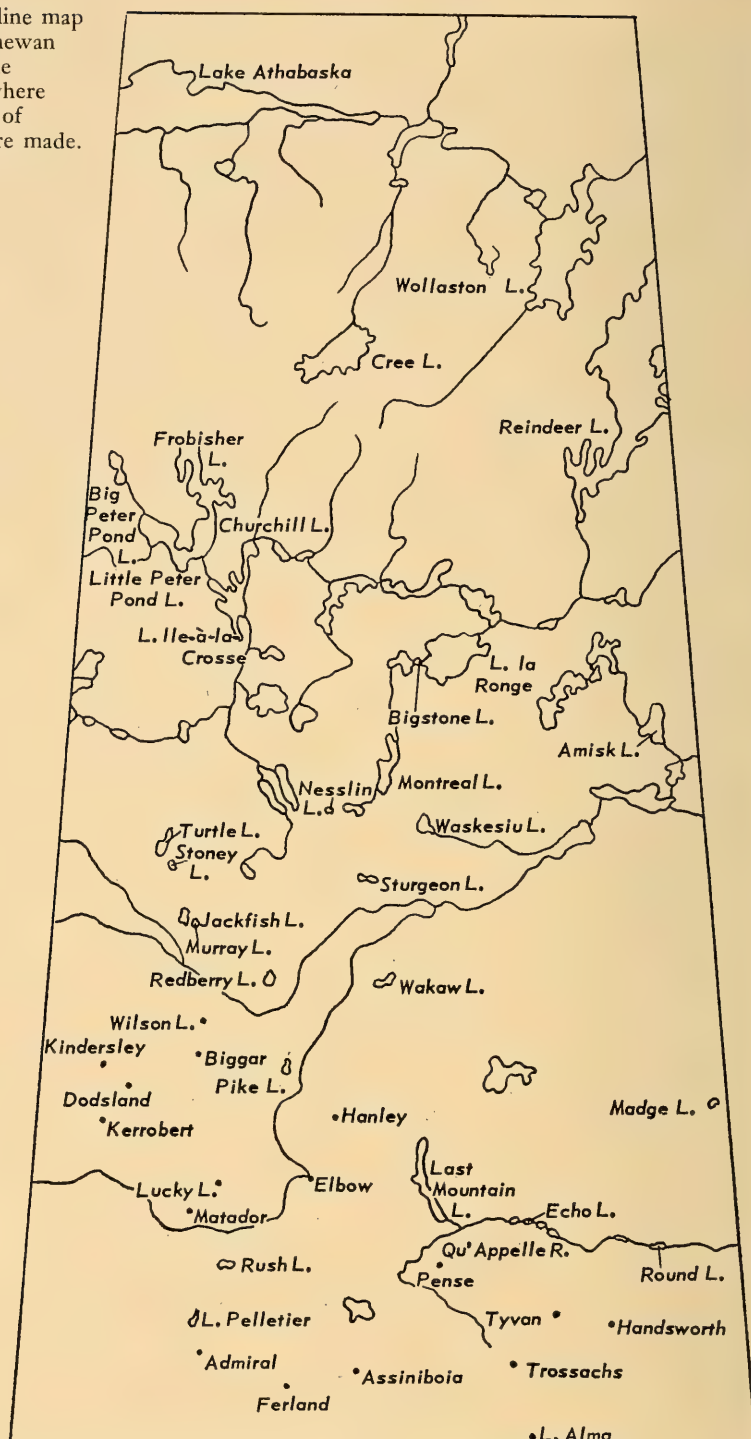 line map
ewan
e
here
of
re made.
Lake Athabaska
Wollaston L.
Cree L.
Reindeer L.
Frobisher
L.
Big
Peter
Pond
L.
Churchill L.
Little Peter
Pond L.
L. Ile-à-la-
Crosse
L. la
Ronge
Bigstone L.
Amisk L.
Nesslin
L.
Montreal L.
Turtle L.
Stoney
L.
Waskesiu L.
Sturgeon L.
Jackfish L.
Murray L.
Redberry L.
Wakaw L.
Wilson L.
Kindersley
Biggar
Pike L.
Dodsland
Kerrobert
Hanley
Madge L.
Lucky L.
Elbow
Matador
Last
Mountain
L.
Echo L.
Qu'Appelle R.
Rush L.
Pense
Round L.
L. Pelletier
Tyvan
Handsworth
Admiral
Assiniboia
Trossachs
Ferland
L. Alma